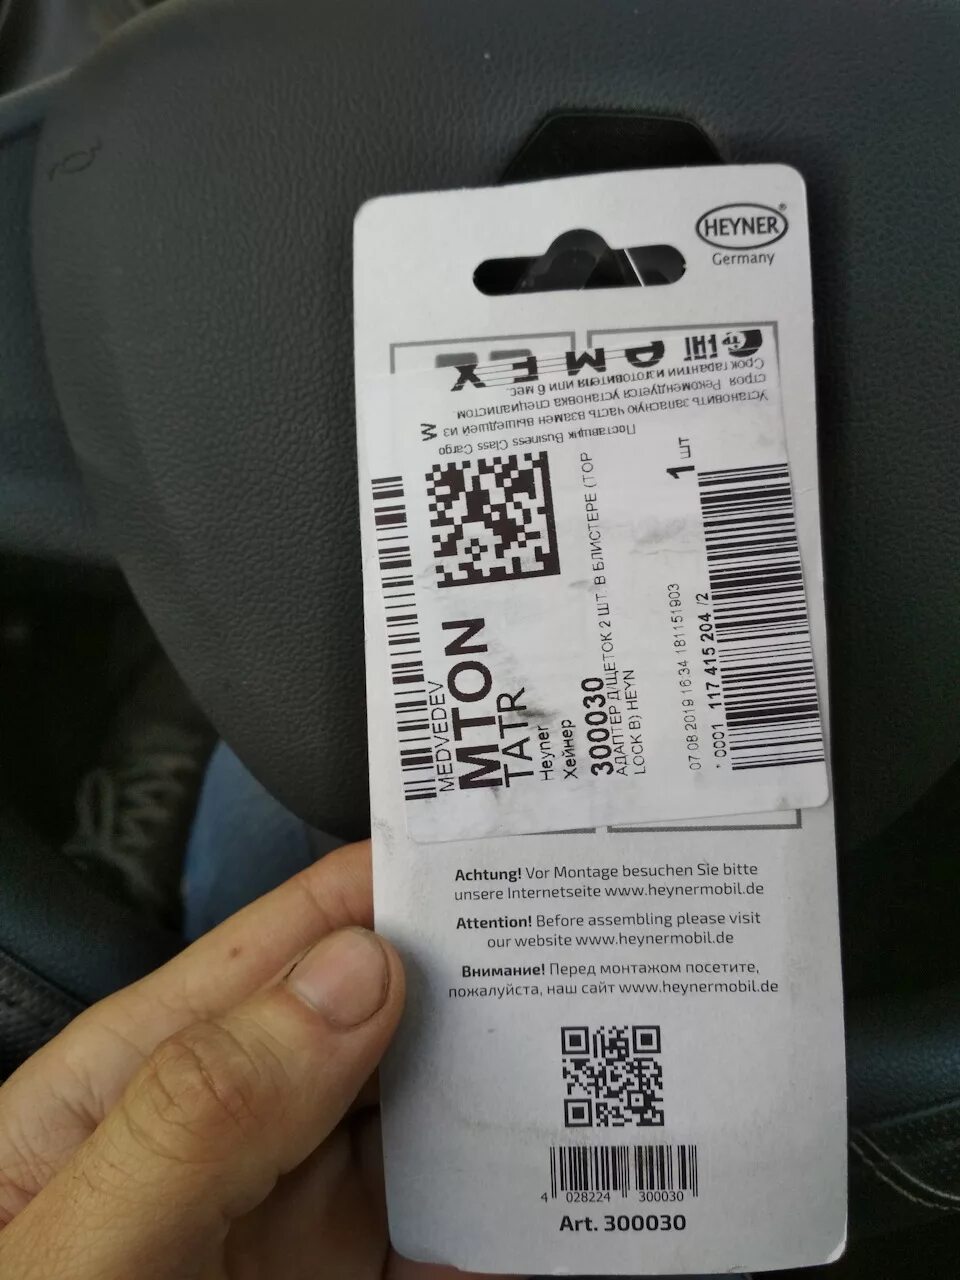 HEYNER®
Germany
EMEX
EAC
Срок гарантии изготовителя или 6 мес.
строя Рекомендуется установка специалистом.
Установить запасную часть взамен вышедшей из
Поставщик Business Class Cargo
W
MEDVEDEV
MTON
TATR
Heyner
Хейнер
300030
АДАПТЕР Д/ЩЕТОК 2 ШТ. В БЛИСТЕРЕ (TOP
LOCK B) HEYN
1 шт
07.08.2019 16:34 181151903
* 0001 117 415 204 /2
Achtung! Vor Montage besuchen Sie bitte
unsere Internetseite www.heynermobil.de
Attention! Before assembling please visit
our website www.heynermobil.de
Внимание! Перед монтажом посетите,
пожалуйста, наш сайт www.heynermobil.de
4 028224 300030
Art. 300030